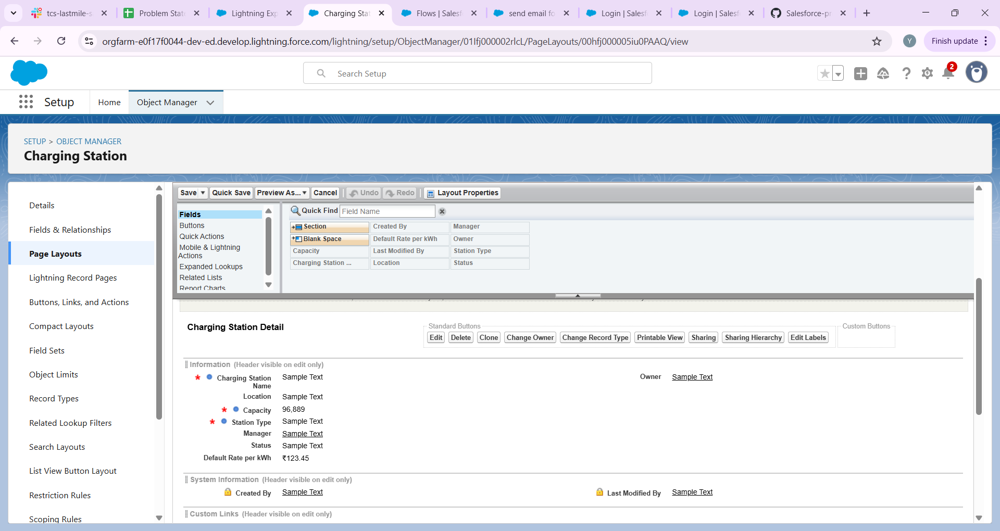 tcs-lastmile-s
Problem State
Lightning Exp
Charging Stat
Flows | Salesf
send email fo
Login | Salesf
Login | Salesf
Salesforce-pr
orgfarm-e0f17f0044-dev-ed.develop.lightning.force.com/lightning/setup/ObjectManager/01Ifj000002rlcL/PageLayouts/00hfj000005iu0PAAQ/view
Y
Finish update
Search Setup
2
Setup
Home
Object Manager
SETUP > OBJECT MANAGER
Charging Station
Details
Fields & Relationships
Page Layouts
Lightning Record Pages
Buttons, Links, and Actions
Compact Layouts
Field Sets
Object Limits
Record Types
Related Lookup Filters
Search Layouts
List View Button Layout
Restriction Rules
Scoping Rules
Save
Quick Save
Preview As...
Cancel
Undo
Redo
Layout Properties
Fields
Buttons
Quick Actions
Mobile & Lightning
Actions
Expanded Lookups
Related Lists
Report Charts
Quick Find
Field Name
Section
Created By
Manager
Blank Space
Default Rate per kWh
Owner
Capacity
Last Modified By
Station Type
Charging Station ...
Location
Status
Charging Station Detail
Standard Buttons
Edit
Delete
Clone
Change Owner
Change Record Type
Printable View
Sharing
Sharing Hierarchy
Edit Labels
Custom Buttons
Information (Header visible on edit only)
* Charging Station
Name
Sample Text
Owner
Sample Text
Location
Sample Text
* Capacity
96,889
* Station Type
Sample Text
Manager
Sample Text
Status
Sample Text
Default Rate per kWh
₹123.45
System Information (Header visible on edit only)
Created By
Sample Text
Last Modified By
Sample Text
Custom Links (Header visible on edit only)